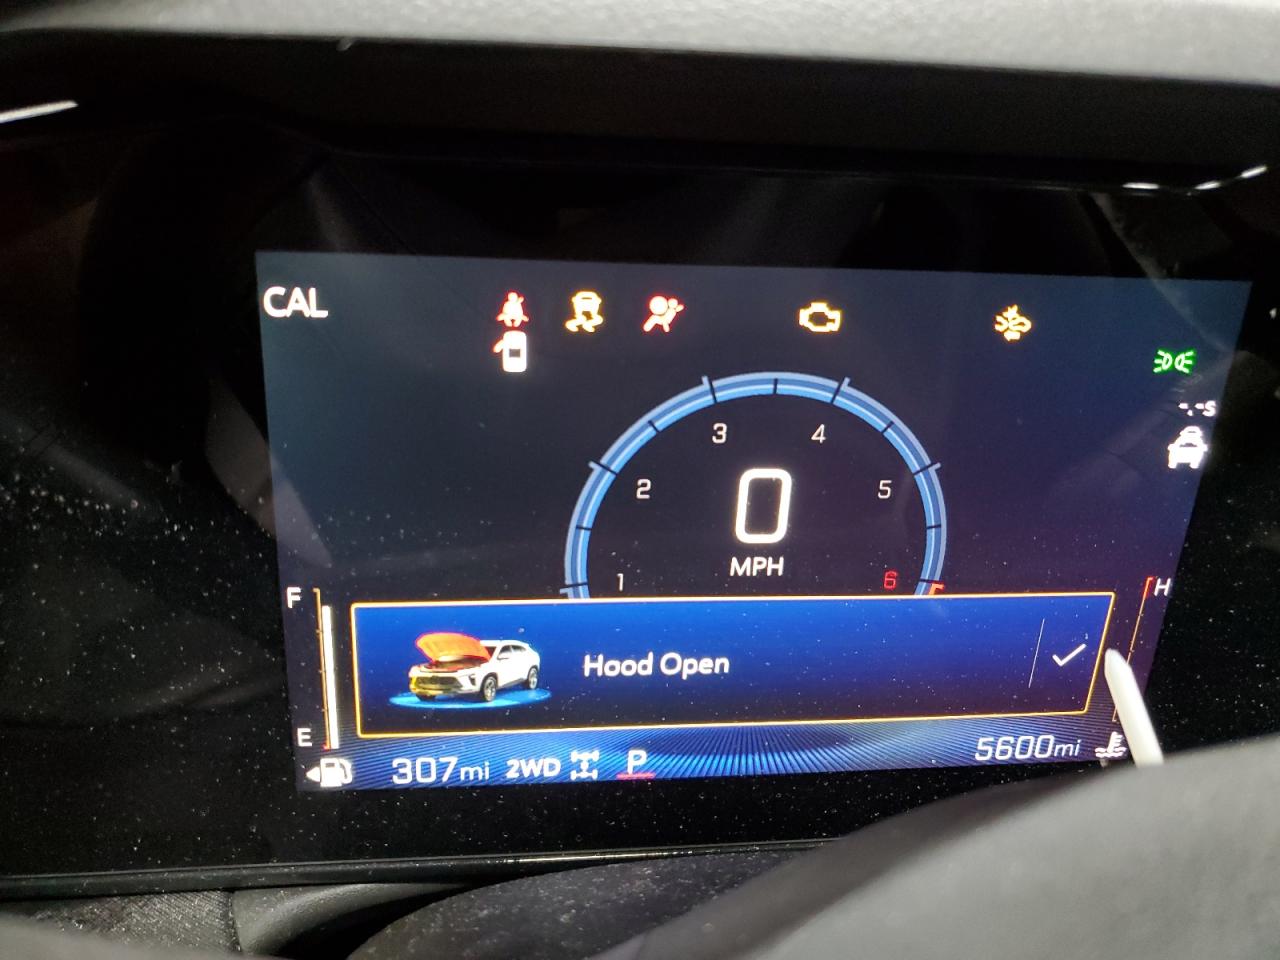 CAL
-.-s
3
4
2
5
0
MPH
1
6
F
H
Hood Open
E
307mi
2WD
P
5600mi